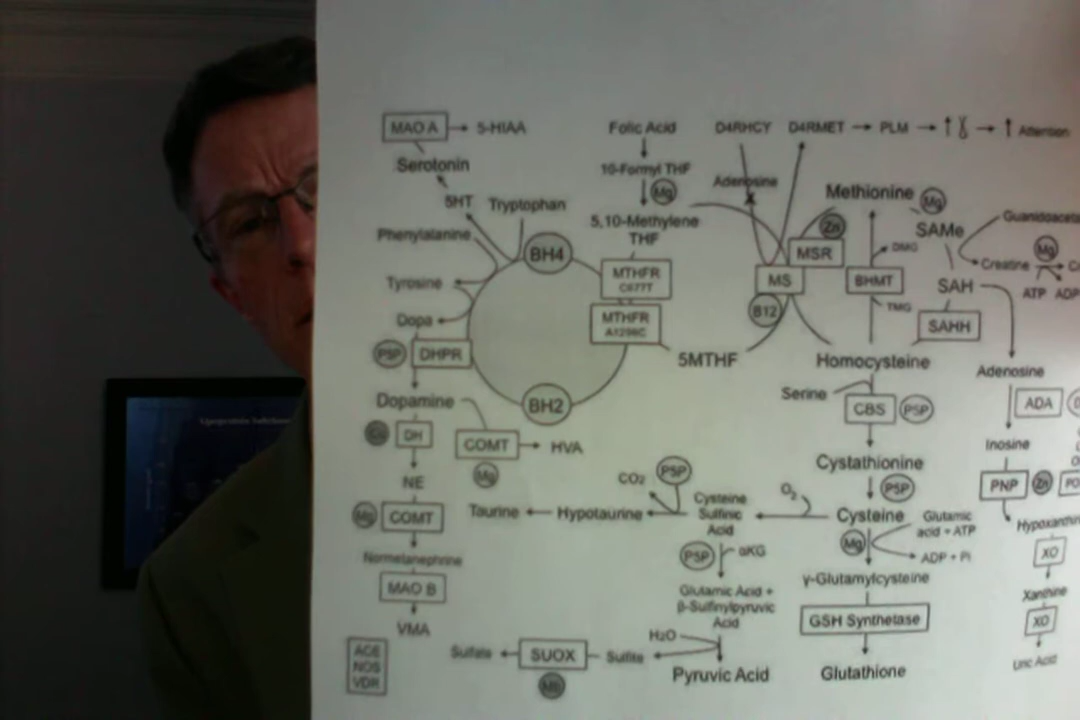 MAO A
5-HIAA
Folic Acid
D4RHCY
D4RMET
PLM
Serotonin
10-Formyl THF
Mg
Adenosine
Methionine
Mg
5HT
Tryptophan
5,10-Methylene
THF
Zn
SAMe
Phenylalanine
BH4
MSR
DMG
Mg
Creatine
Tyrosine
MTHFR
C677T
MS
BHMT
SAH
ATP
ADP
Dopa
MTHFR
A1298C
B12
TMG
SAHH
P5P
DHPR
5MTHF
Homocysteine
Adenosine
Dopamine
BH2
Serine
CBS
P5P
ADA
DH
COMT
HVA
Inosine
Mg
Cystathionine
NE
CO2
P5P
P5P
PNP
Zn
Mg
COMT
Taurine
Hypotaurine
Cysteine
Sulfinic
Acid
O2
Cysteine
Glutamic
acid + ATP
Normetanephrine
P5P
αKG
Mg
ADP + Pi
XO
MAO B
Glutamic Acid +
β-Sulfinylpyruvic
Acid
γ-Glutamylcysteine
Xanthine
VMA
H2O
GSH Synthetase
XO
ACE
NOS
VDR
Sulfate
SUOX
Sulfite
Pyruvic Acid
Glutathione
Uric Acid
Mb